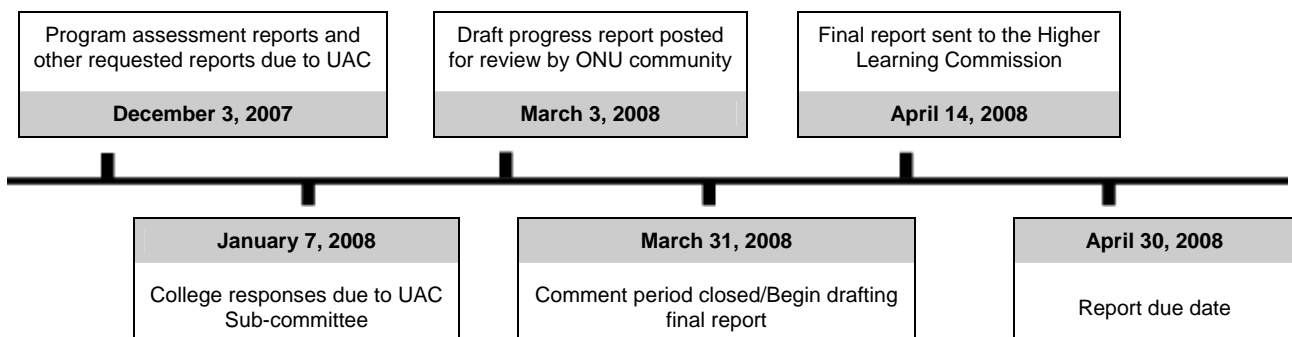 Program assessment reports and
other requested reports due to UAC
December 3, 2007
Draft progress report posted
for review by ONU community
March 3, 2008
Final report sent to the Higher
Learning Commission
April 14, 2008
January 7, 2008
College responses due to UAC
Sub-committee
March 31, 2008
Comment period closed/Begin drafting
final report
April 30, 2008
Report due date